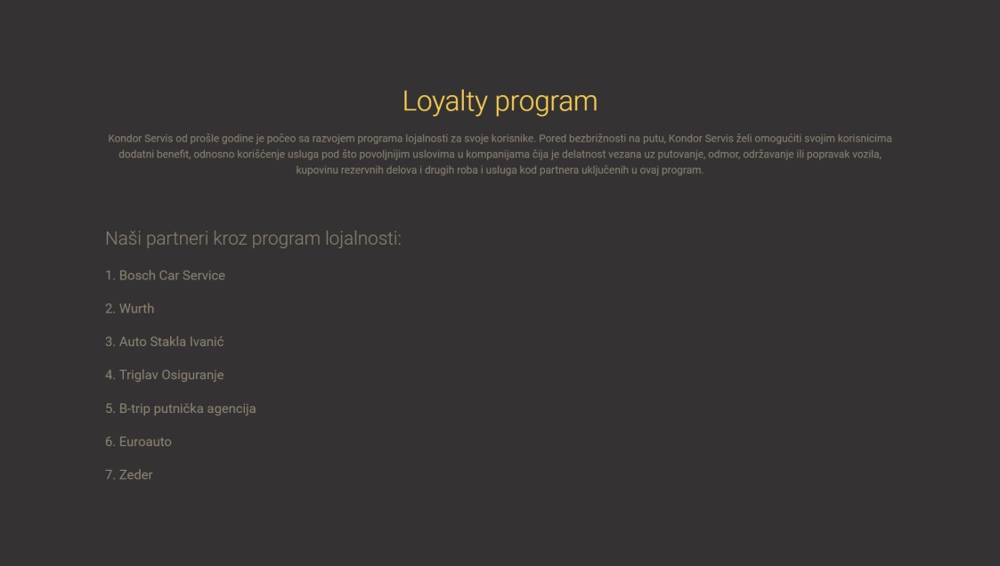 Loyalty program
Kondor Servis od prošle godine je počeo sa razvojem programa lojalnosti za svoje korisnike. Pored bezbrižnosti na putu, Kondor Servis želi omogućiti svojim korisnicima
dodatni benefit, odnosno korišćenje usluga pod što povoljnijim uslovima u kompanijama čija je delatnost vezana uz putovanje, odmor, održavanje ili popravak vozila,
kupovinu rezervnih delova i drugih roba i usluga kod partnera uključenih u ovaj program.
Naši partneri kroz program lojalnosti:
1. Bosch Car Service
2. Wurth
3. Auto Stakla Ivanić
4. Triglav Osiguranje
5. B-trip putnička agencija
6. Euroauto
7. Zeder